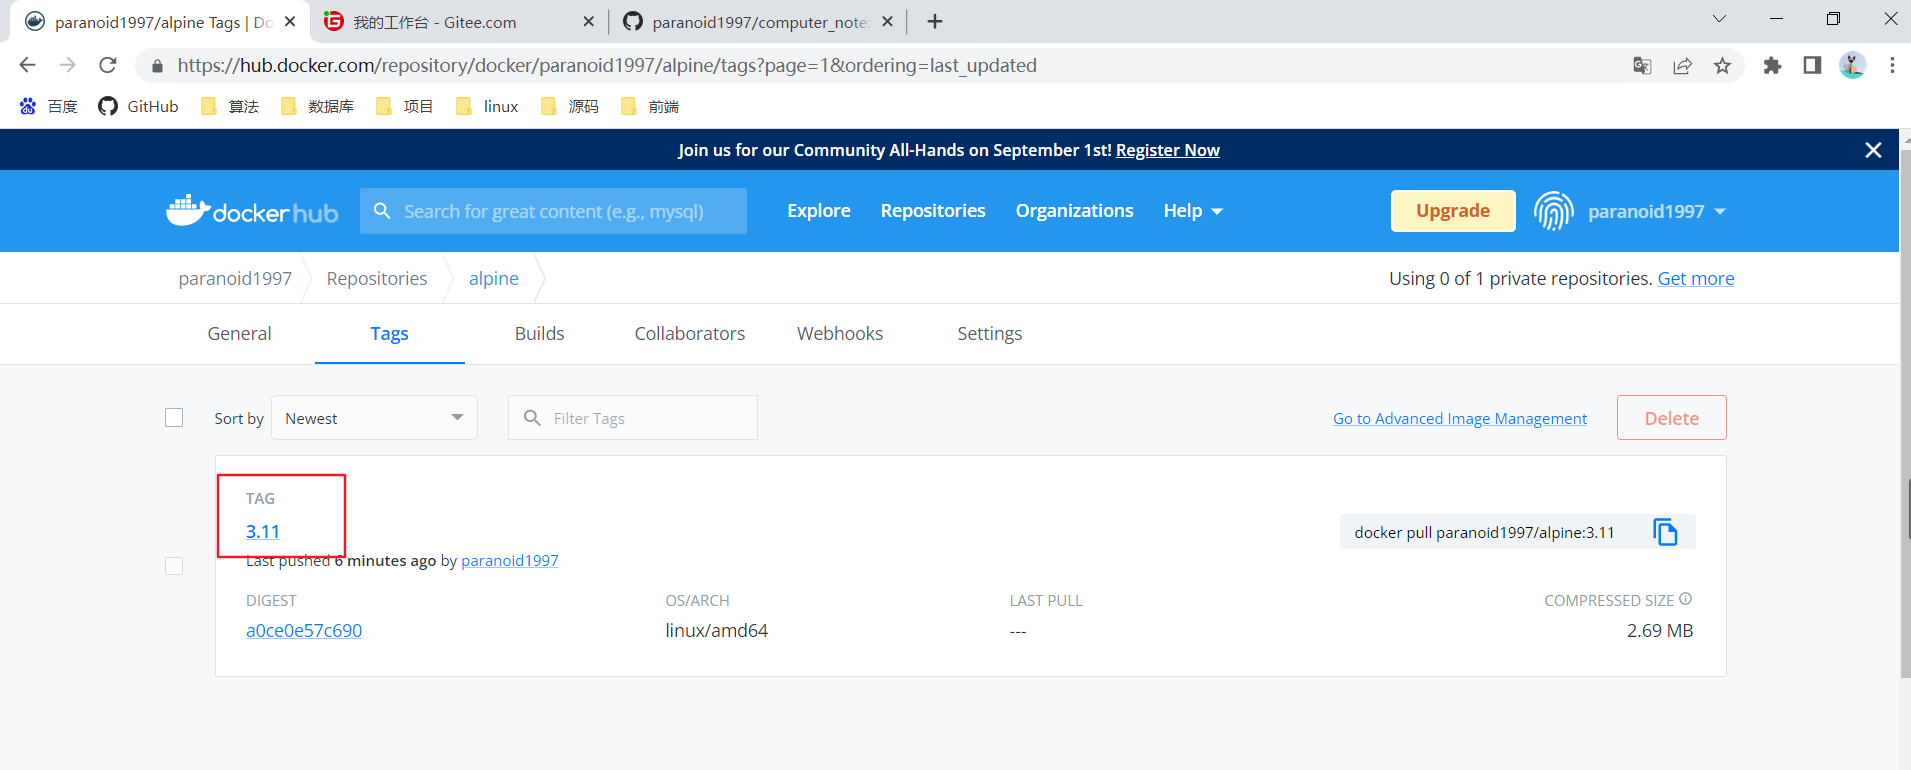 paranoid1997/alpine Tags | Do
我的工作台 - Gitee.com
paranoid1997/computer_note
https://hub.docker.com/repository/docker/paranoid1997/alpine/tags?page=1&ordering=last_updated
百度
GitHub
算法
数据库
项目
linux
源码
前端
Join us for our Community All-Hands on September 1st! Register Now
docker hub
Search for great content (e.g., mysql)
Explore
Repositories
Organizations
Help
Upgrade
paranoid1997
paranoid1997
Repositories
alpine
Using 0 of 1 private repositories. Get more
General
Tags
Builds
Collaborators
Webhooks
Settings
Sort by
Newest
Filter Tags
Go to Advanced Image Management
Delete
TAG
3.11
docker pull paranoid1997/alpine:3.11
Last pushed 6 minutes ago by paranoid1997
DIGEST
OS/ARCH
LAST PULL
COMPRESSED SIZE
a0ce0e57c690
linux/amd64
---
2.69 MB